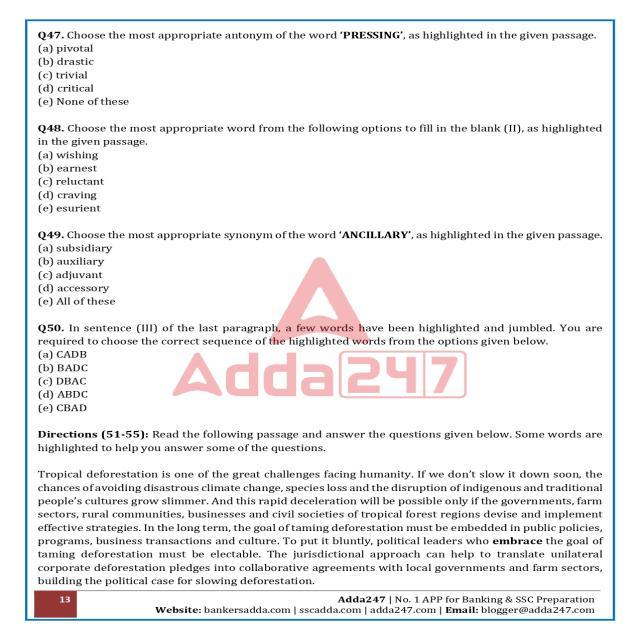 Q47. Choose the most appropriate antonym of the word ‘PRESSING’, as highlighted in the given passage.
(a) pivotal
(b) drastic
(c) trivial
(d) critical
(e) None of these
Q48. Choose the most appropriate word from the following options to fill in the blank (II), as highlighted
in the given passage.
(a) wishing
(b) earnest
(c) reluctant
(d) craving
(e) esurient
Q49. Choose the most appropriate synonym of the word ‘ANCILLARY’, as highlighted in the given passage.
(a) subsidiary
(b) auxiliary
(c) adjuvant
(d) accessory
(e) All of these
Q50. In sentence (III) of the last paragraph, a few words have been highlighted and jumbled. You are
required to choose the correct sequence of the highlighted words from the options given below.
(a) CADB
(b) BADC
(c) DBAC
(d) ABDC
(e) CBAD
Adda247
Directions (51-55): Read the following passage and answer the questions given below. Some words are
highlighted to help you answer some of the questions.
Tropical deforestation is one of the great challenges facing humanity. If we don’t slow it down soon, the
chances of avoiding disastrous climate change, species loss and the disruption of indigenous and traditional
people’s cultures grow slimmer. And this rapid deceleration will be possible only if the governments, farm
sectors, rural communities, businesses and civil societies of tropical forest regions devise and implement
effective strategies. In the long term, the goal of taming deforestation must be embedded in public policies,
programs, business transactions and culture. To put it bluntly, political leaders who embrace the goal of
taming deforestation must be electable. The jurisdictional approach can help to translate unilateral
corporate deforestation pledges into collaborative agreements with local governments and farm sectors,
building the political case for slowing deforestation.
13
Adda247 | No. 1 APP for Banking & SSC Preparation
Website: bankersadda.com | sscadda.com | adda247.com | Email: blogger@adda247.com